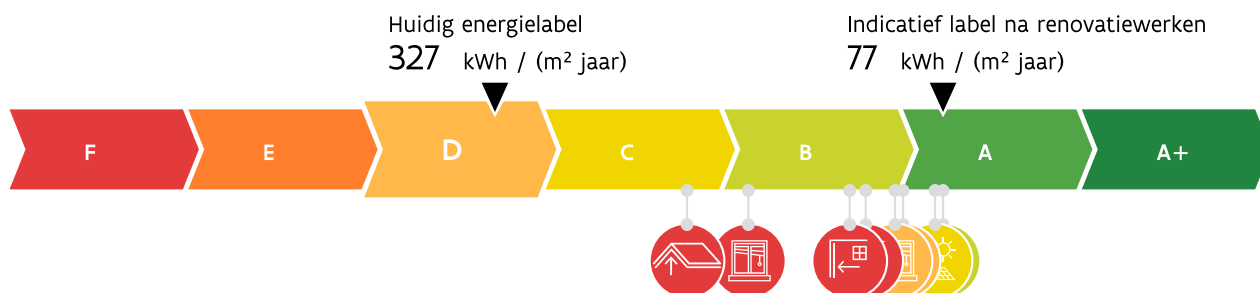 Huidig energielabel
327 kWh / (m² jaar)
Indicatief label na renovatiewerken
77 kWh / (m² jaar)
F
E
D
C
B
A
A+